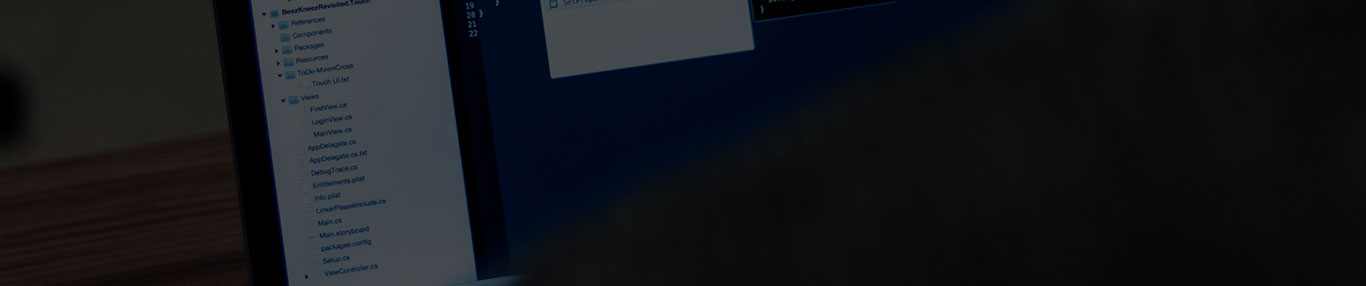 BeezKneezRevisited.Touch
References
Components
Packages
Resources
ToDo-MvvmCross
_ Touch UI.txt
Views
FirstView.cs
LoginView.cs
MainView.cs
AppDelegate.cs
AppDelegate.cs.txt
DebugTrace.cs
Entitlements.plist
Info.plist
LinkerPleaseInclude.cs
Main.cs
Main.storyboard
packages.config
Setup.cs
ViewController.cs
19 }
20 }
21
22